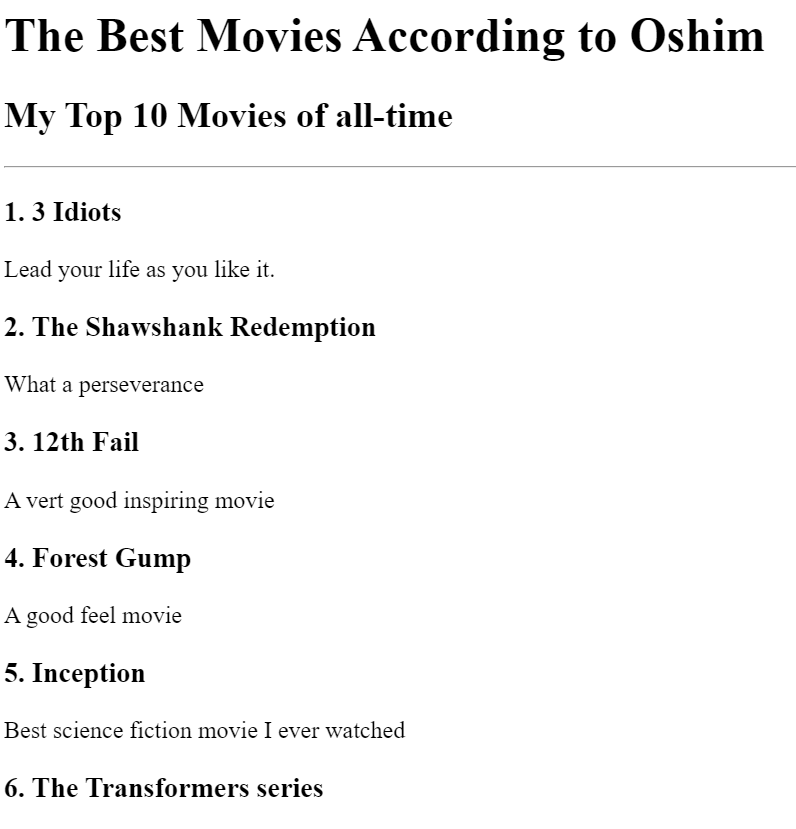 The Best Movies According to Oshim
My Top 10 Movies of all-time
1. 3 Idiots
Lead your life as you like it.
2. The Shawshank Redemption
What a perseverance
3. 12th Fail
A vert good inspiring movie
4. Forest Gump
A good feel movie
5. Inception
Best science fiction movie I ever watched
6. The Transformers series